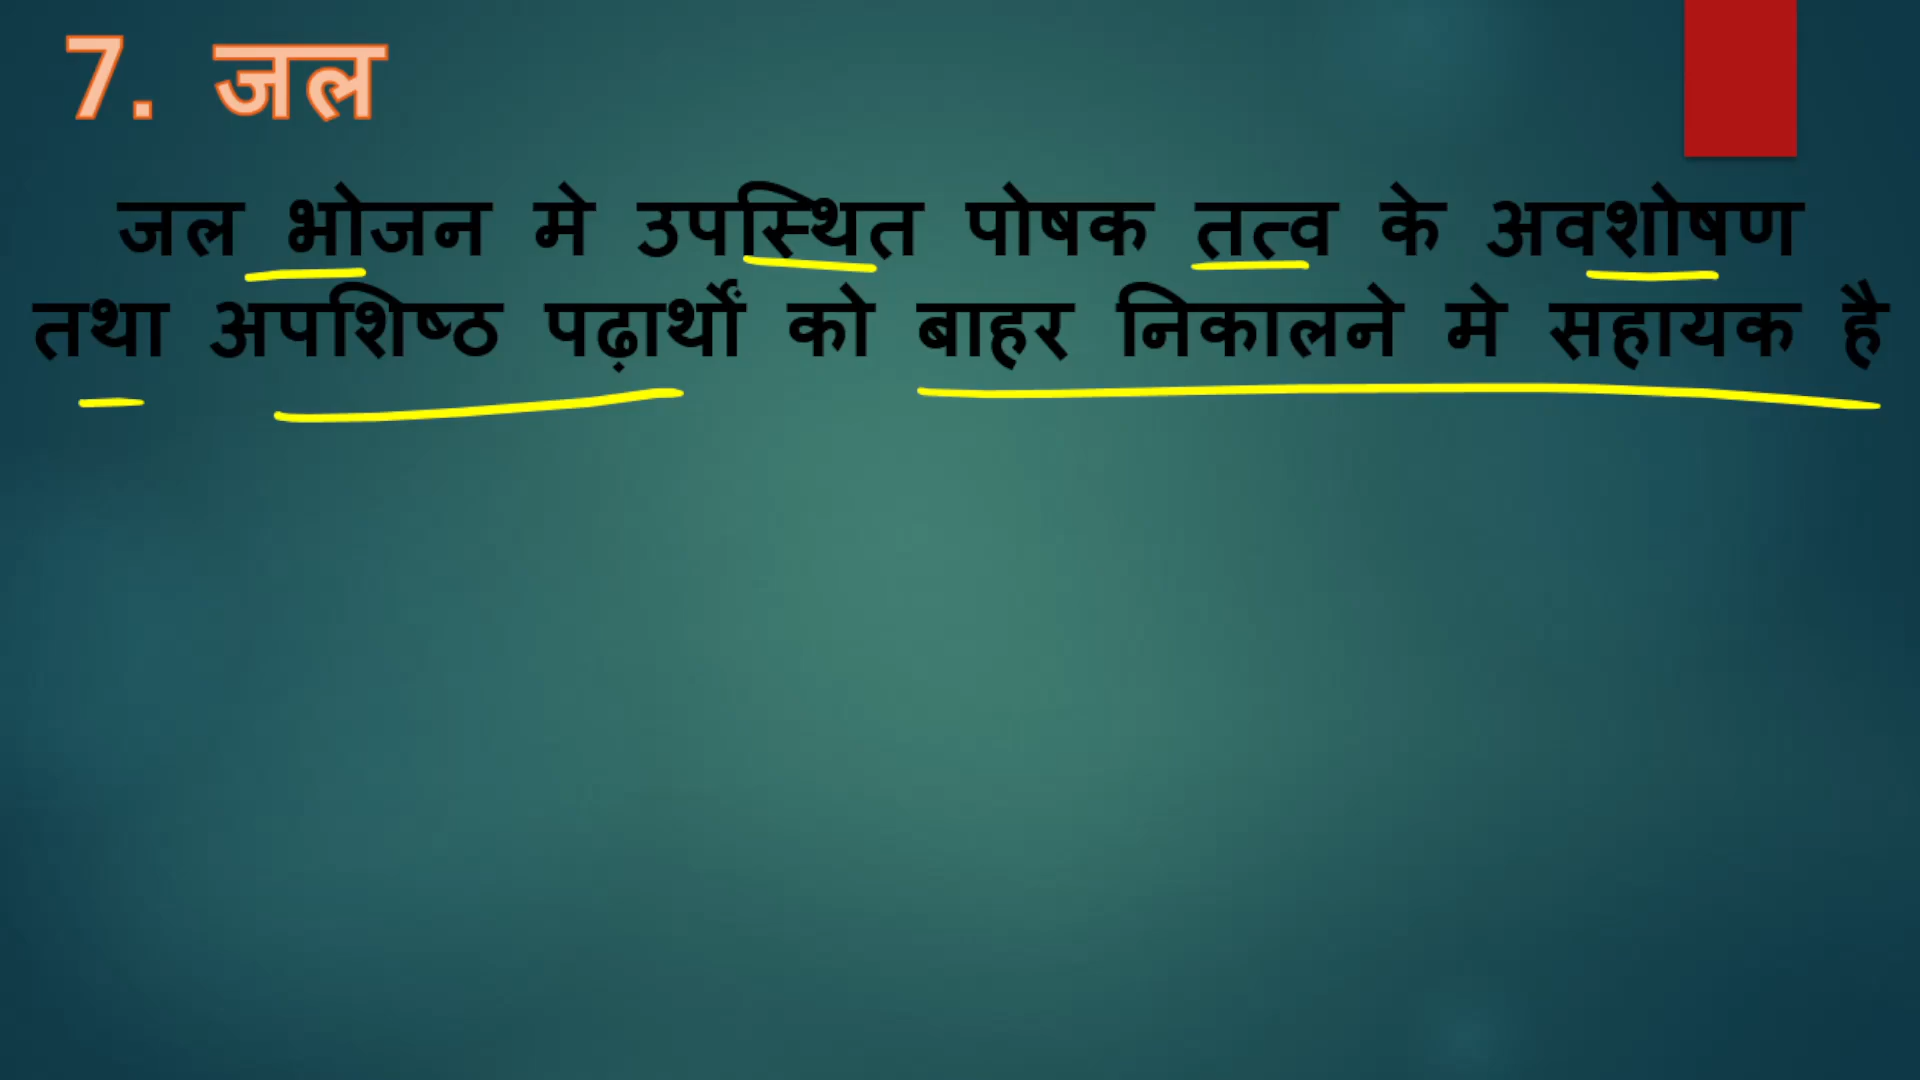 7. जल
जल भोजन मे उपस्थित पोषक तत्व के अवशोषण
तथा अपशिष्ठ पढ़ार्थों को बाहर निकालने मे सहायक है